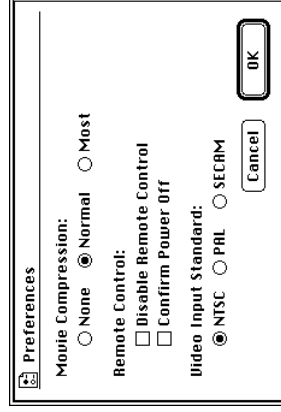 Preferences
Movie Compression:
None Normal Most
Remote Control:
Disable Remote Control
Confirm Power Off
Video Input Standard:
NTSC PAL SECAM
Cancel OK